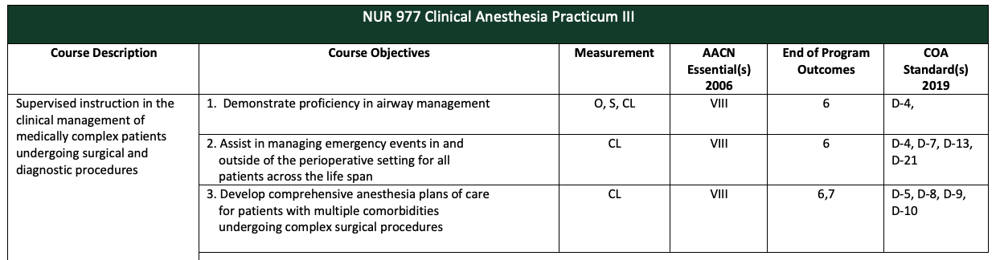 NUR 977 Clinical Anesthesia Practicum III
Course Description Course Objectives Measurement AACN Essential(s) 2006 End of Program Outcomes COA Standard(s) 2019
Supervised instruction in the
clinical management of
medically complex patients
undergoing surgical and
diagnostic procedures
1. Demonstrate proficiency in airway management O, S, CL VIII 6 D-4,
2. Assist in managing emergency events in and
outside of the perioperative setting for all
patients across the life span
CL VIII 6 D-4, D-7, D-13,
D-21
3. Develop comprehensive anesthesia plans of care
for patients with multiple comorbidities
undergoing complex surgical procedures
CL VIII 6,7 D-5, D-8, D-9,
D-10